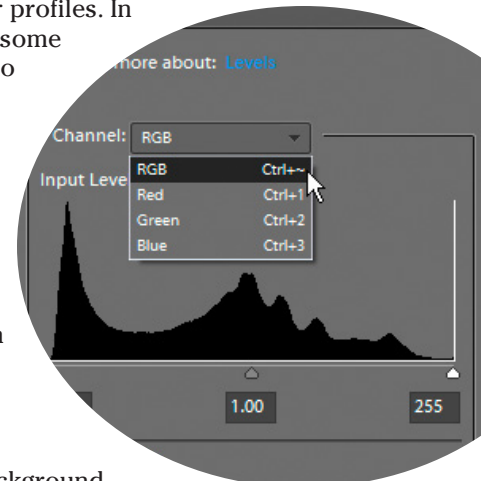 r profiles. In
some
o
more about: Levels
Channel: RGB
RGB Ctrl+~
Input Leve
Red Ctrl+1
Green Ctrl+2
Blue Ctrl+3
1.00 255
ckground